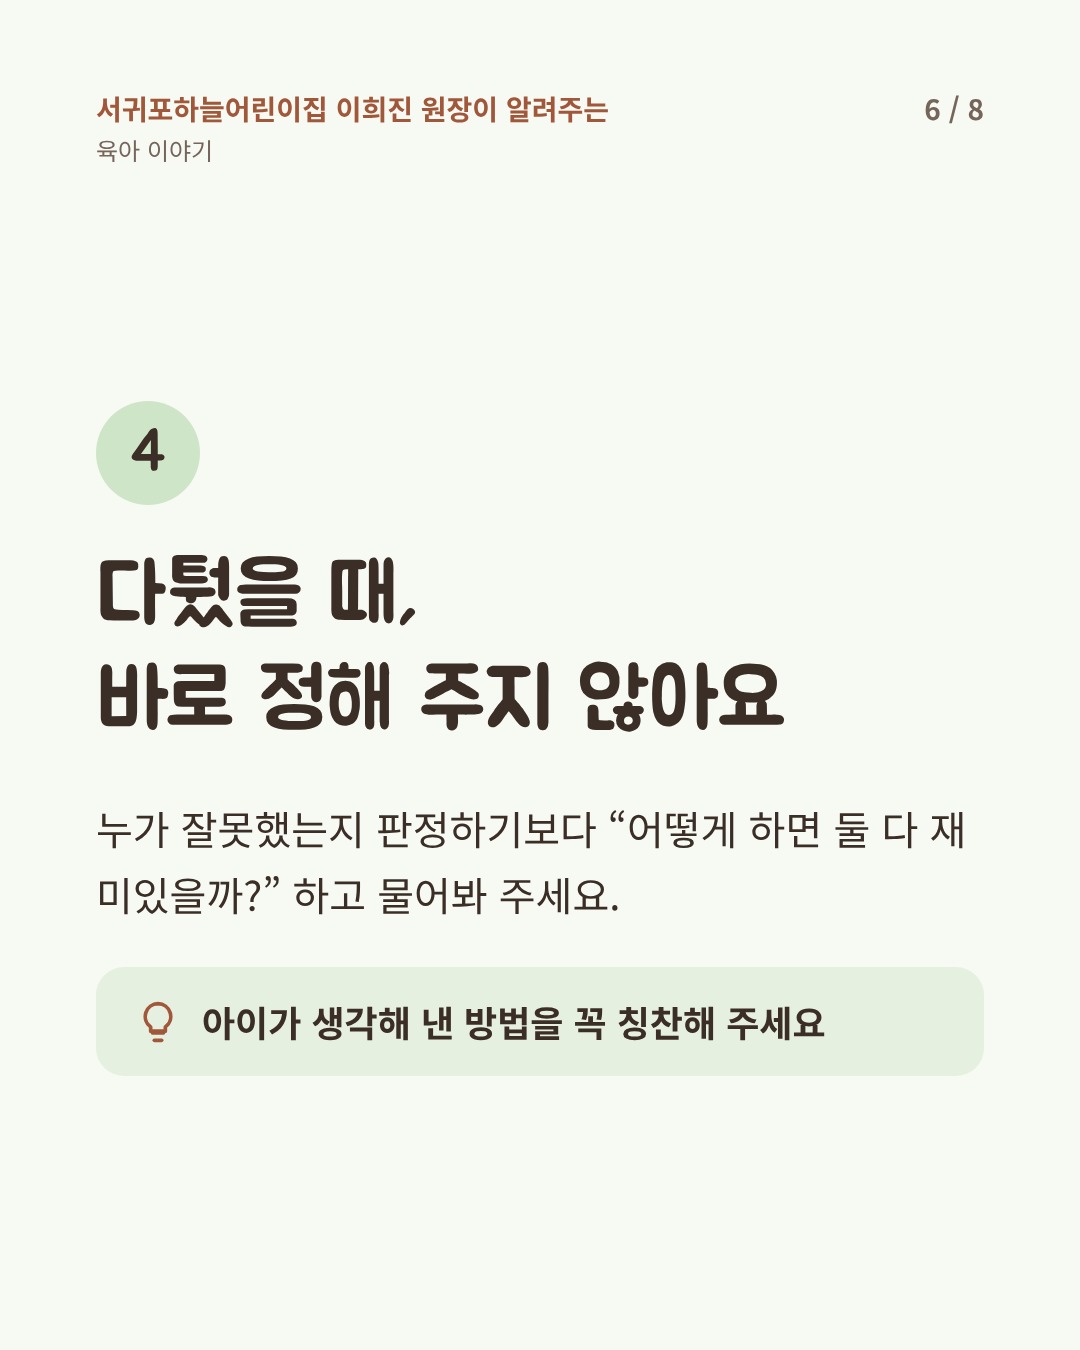 서귀포하늘어린이집 이희진 원장이 알려주는
6 / 8
육아 이야기
4
다퉜을 때,
바로 정해 주지 않아요
누가 잘못했는지 판정하기보다 “어떻게 하면 둘 다 재
미있을까?” 하고 물어봐 주세요.
아이가 생각해 낸 방법을 꼭 칭찬해 주세요